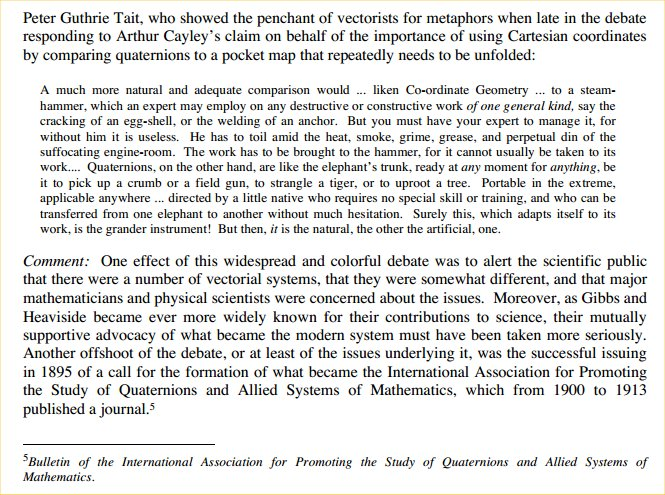 Peter Guthrie Tait, who showed the penchant of vectorists for metaphors when late in the debate
responding to Arthur Cayley's claim on behalf of the importance of using Cartesian coordinates
by comparing quaternions to a pocket map that repeatedly needs to be unfolded:
A much more natural and adequate comparison would ... liken Co-ordinate Geometry ... to a steam-
hammer, which an expert may employ on any destructive or constructive work of one general kind, say the
cracking of an egg-shell, or the welding of an anchor. But you must have your expert to manage it, for
without him it is useless. He has to toil amid the heat, smoke, grime, grease, and perpetual din of the
suffocating engine-room. The work has to be brought to the hammer, for it cannot usually be taken to its
work.... Quaternions, on the other hand, are like the elephant's trunk, ready at any moment for anything, be
it to pick up a crumb or a field gun, to strangle a tiger, or to uproot a tree. Portable in the extreme,
applicable anywhere ... directed by a little native who requires no special skill or training, and who can be
transferred from one elephant to another without much hesitation. Surely this, which adapts itself to its
work, is the grander instrument! But then, it is the natural, the other the artificial, one.
Comment: One effect of this widespread and colorful debate was to alert the scientific public
that there were a number of vectorial systems, that they were somewhat different, and that major
mathematicians and physical scientists were concerned about the issues. Moreover, as Gibbs and
Heaviside became ever more widely known for their contributions to science, their mutually
supportive advocacy of what became the modern system must have been taken more seriously.
Another offshoot of the debate, or at least of the issues underlying it, was the successful issuing
in 1895 of a call for the formation of what became the International Association for Promoting
the Study of Quaternions and Allied Systems of Mathematics, which from 1900 to 1913
published a journal.5
5Bulletin of the International Association for Promoting the Study of Quaternions and Allied Systems of
Mathematics.